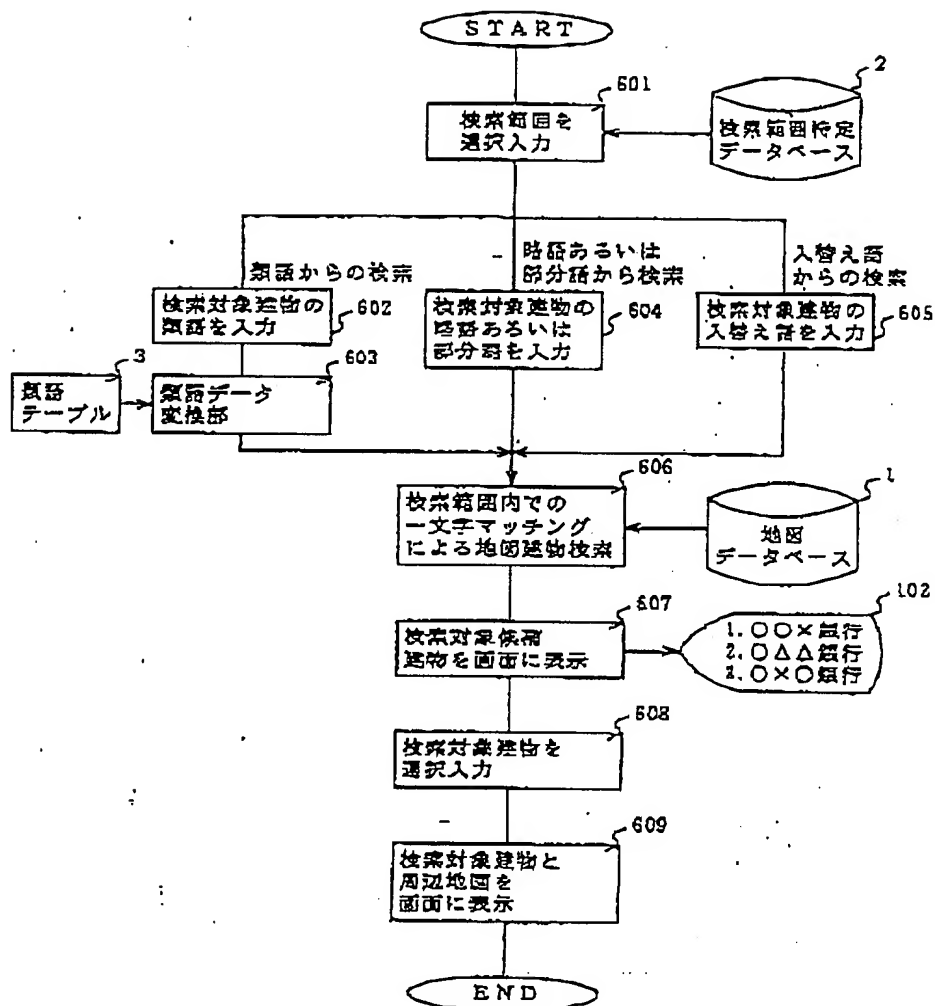 START
601
検索範囲を
選択入力
2
検索範囲特定
データベース
類語からの検索
略語あるいは
部分語から検索
入替え語
からの検索
検索対象建物の
類語を入力
602
検索対象建物の
略語あるいは
部分語を入力
604
検索対象建物の
入替え語を入力
605
3
類語
テーブル
603
類語データ
変換部
606
検索範囲内での
一文字マッチング
による地図建物検索
1
地図
データベース
607
検索対象候補
建物を画面に表示
102
1.○○×銀行
2.○△△銀行
3.○×○銀行
608
検索対象建物を
選択入力
609
検索対象建物と
周辺地図を
画面に表示
END